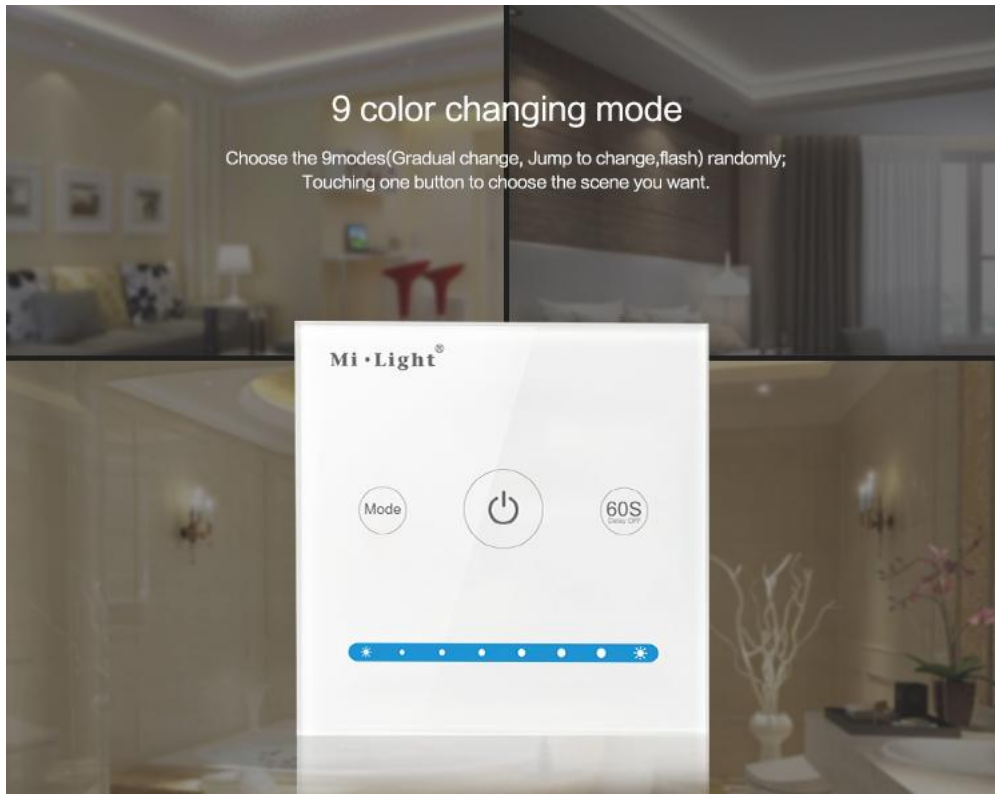 9 color changing mode
Choose the 9modes(Gradual change, Jump to change,flash) randomly;
Touching one button to choose the scene you want.
Mi·Light®
Mode
60S
Delay OFF